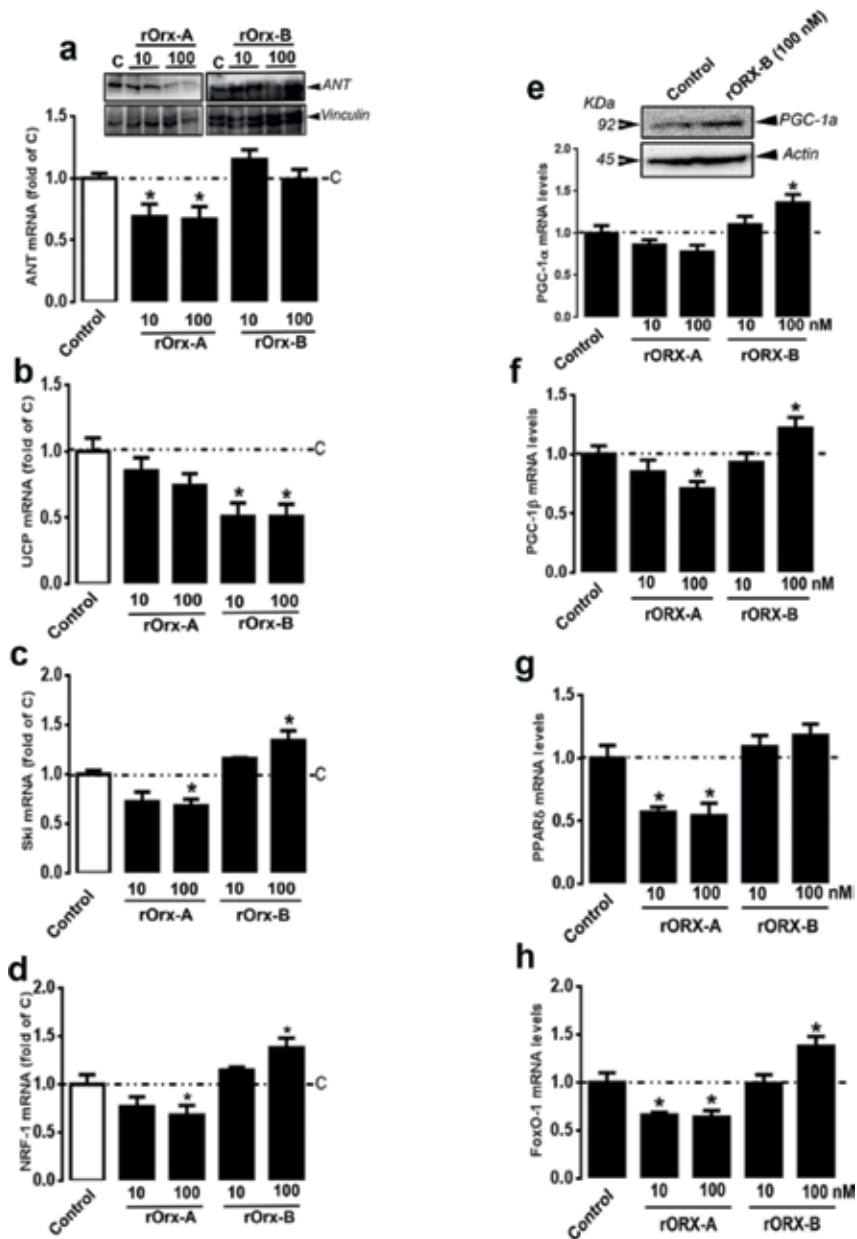 a
rOrx-A rOrx-B
C 10 100 C 10 100
ANT
Vinculin
ANT mRNA (fold of C)
1.5
1.0
0.5
0.0
C
Control
10 100 10 100
rOrx-A rOrx-B
b
UCP mRNA (fold of C)
1.5
1.0
0.5
0.0
C
Control
10 100 10 100
rOrx-A rOrx-B
c
Ski mRNA (fold of C)
2.0
1.5
1.0
0.5
0.0
C
* *
Control
10 100 10 100
rOrx-A rOrx-B
d
NRF-1 mRNA (fold of C)
2.0
1.5
1.0
0.5
0.0
C
Control
10 100 10 100
rOrx-A rOrx-B
e
Control rORX-B (100 nM)
KDa
92 PGC-1a
45 Actin
PGC-1α mRNA levels
2.0
1.5
1.0
0.5
0.0
10 100 10 100 nM
Control
rORX-A rORX-B
f
PGC-1β mRNA levels
1.5
1.0
0.5
0.0
10 100 10 100 nM
Control
rORX-A rORX-B
g
PPARδ mRNA levels
1.5
1.0
0.5
0.0
10 100 10 100 nM
Control
rORX-A rORX-B
h
FoxO-1 mRNA levels
2.0
1.5
1.0
0.5
0.0
10 100 10 100 nM
Control
rORX-A rORX-B